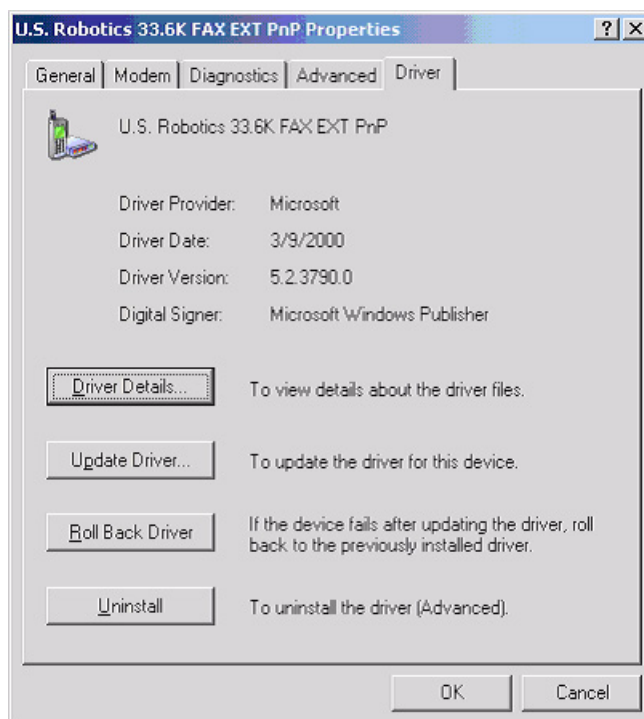 U.S. Robotics 33.6K FAX EXT PnP Properties
? X
General Modem Diagnostics Advanced Driver
U.S. Robotics 33.6K FAX EXT PnP
Driver Provider: Microsoft
Driver Date: 3/9/2000
Driver Version: 5.2.3790.0
Digital Signer: Microsoft Windows Publisher
Driver Details... To view details about the driver files.
Update Driver... To update the driver for this device.
Roll Back Driver If the device fails after updating the driver, roll
back to the previously installed driver.
Uninstall To uninstall the driver (Advanced).
OK Cancel